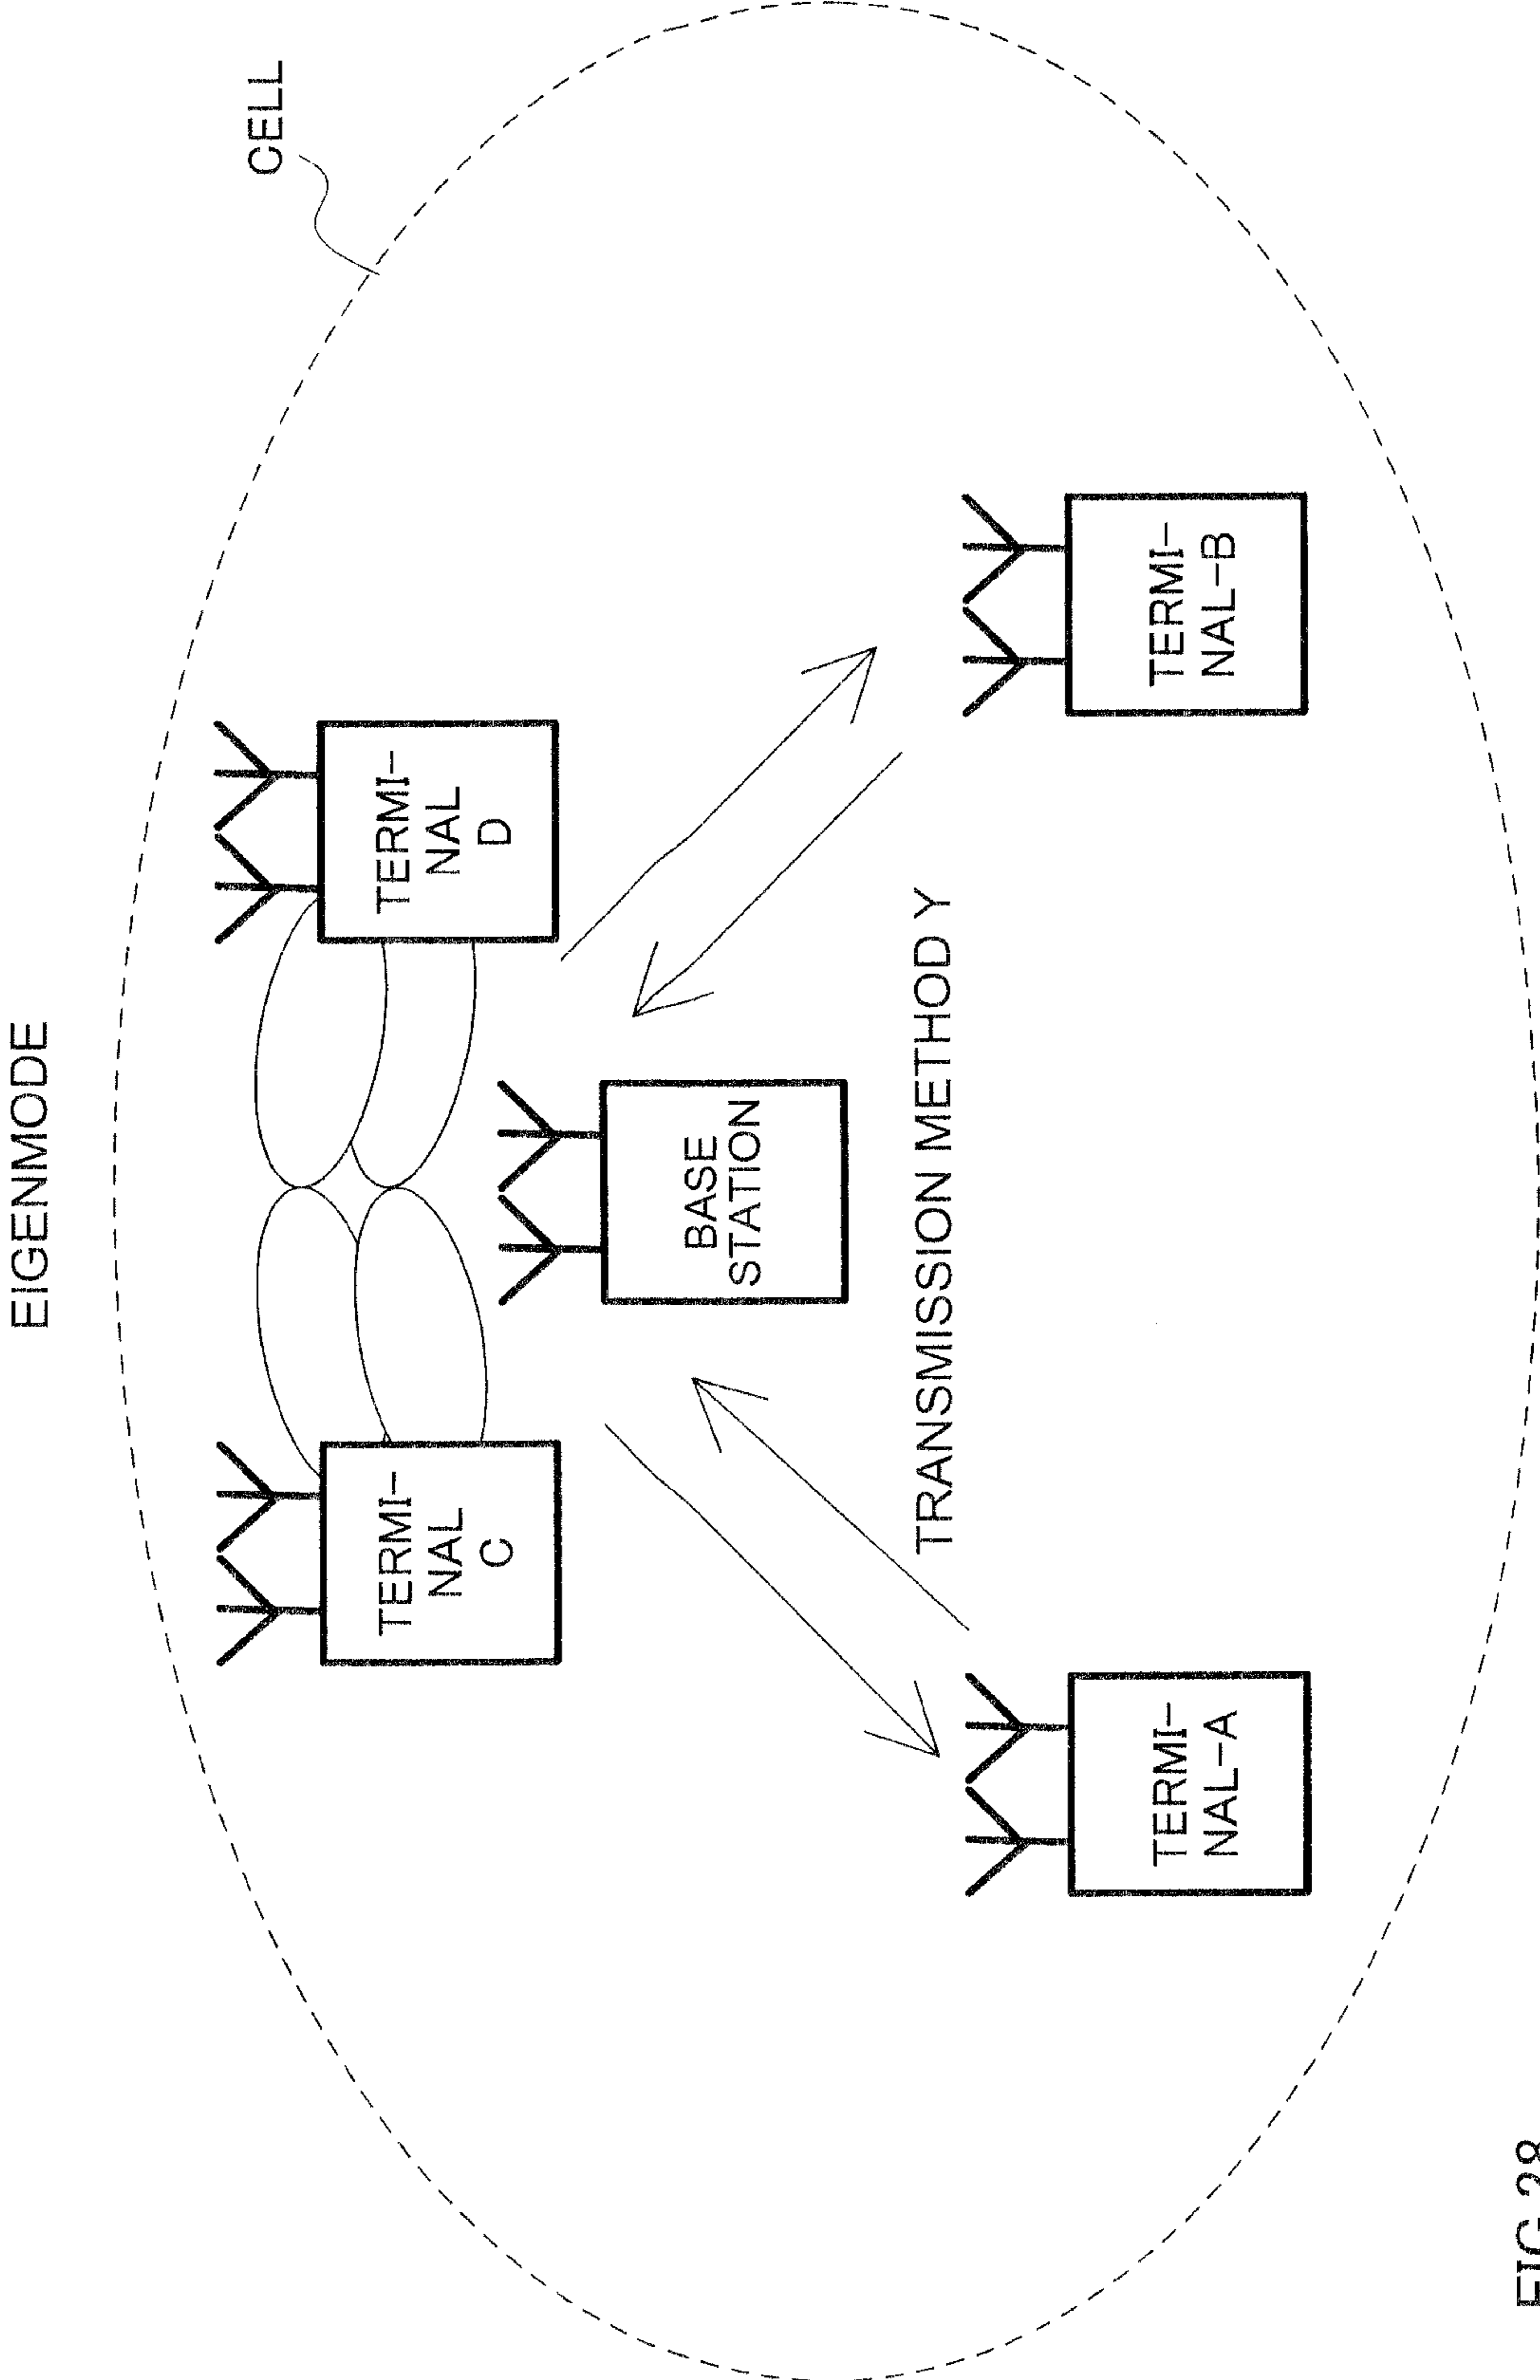 EIGENMODE
CELL
TERMI-
NAL
C
TERMI-
NAL
D
BASE
STATION
TRANSMISSION METHOD Y
TERMI-
NAL-A
TERMI-
NAL-B
FIG.28